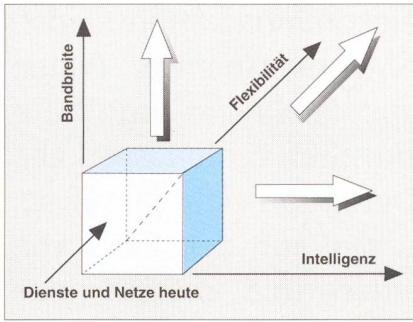 Bandbreite
Flexibilität
Intelligenz
Dienste und Netze heute